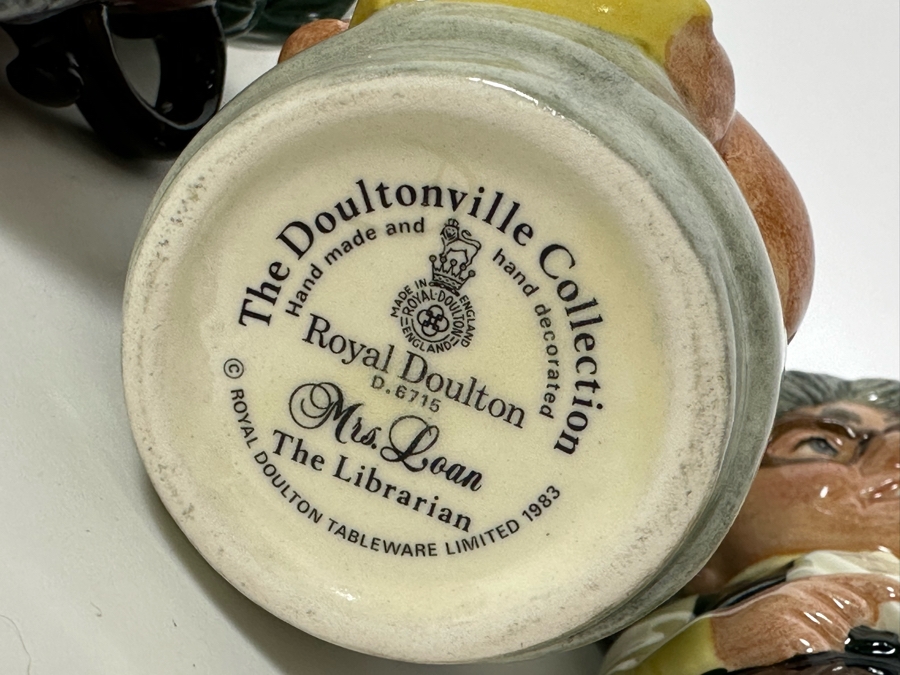 The Doultonville Collection
Hand made and hand decorated
MADE IN ENGLAND
ROYAL·DOULTON
ENGLAND
Royal Doulton
D.6715
Mrs. Loan
The Librarian
© ROYAL DOULTON TABLEWARE LIMITED 1983